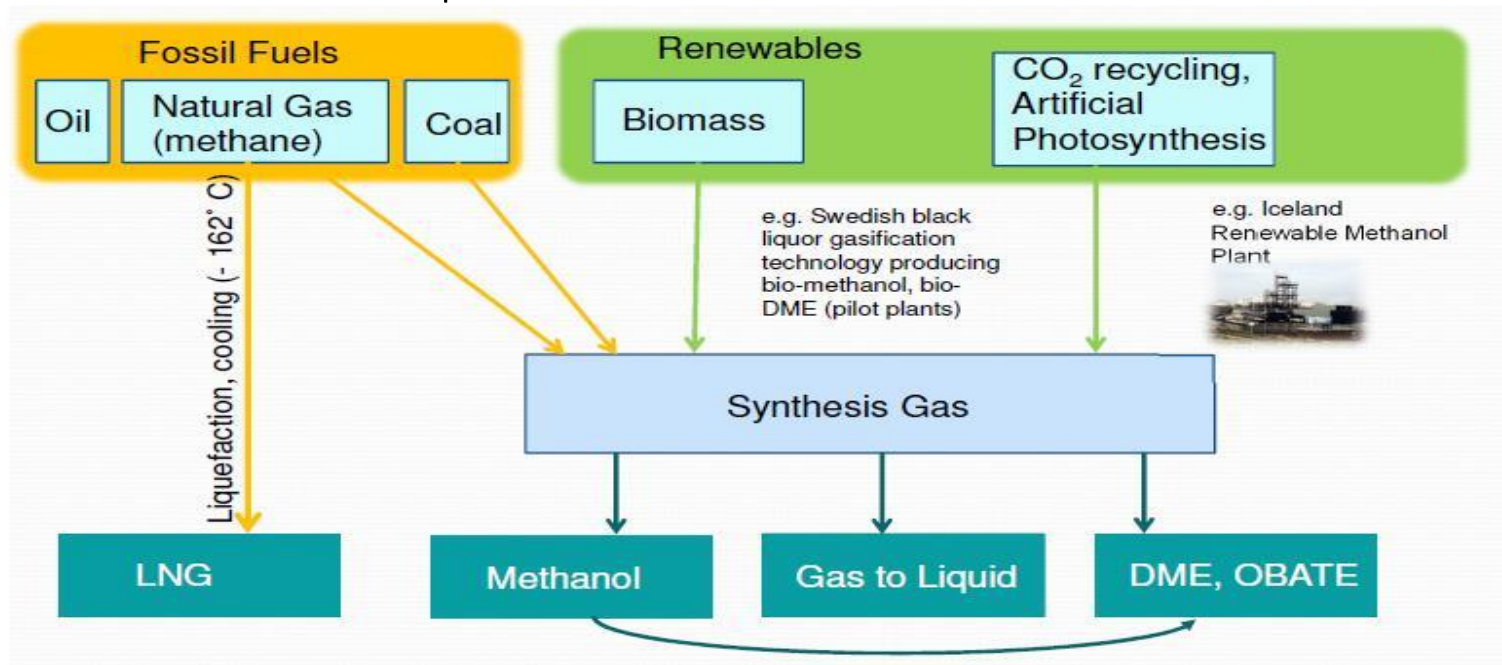 Fossil Fuels
Oil
Natural Gas
(methane)
Coal
Renewables
Biomass
CO₂ recycling,
Artificial
Photosynthesis
Liquefaction, cooling (- 162˚ C)
e.g. Swedish black
liquor gasification
technology producing
bio-methanol, bio-
DME (pilot plants)
e.g. Iceland
Renewable Methanol
Plant
Synthesis Gas
LNG
Methanol
Gas to Liquid
DME, OBATE